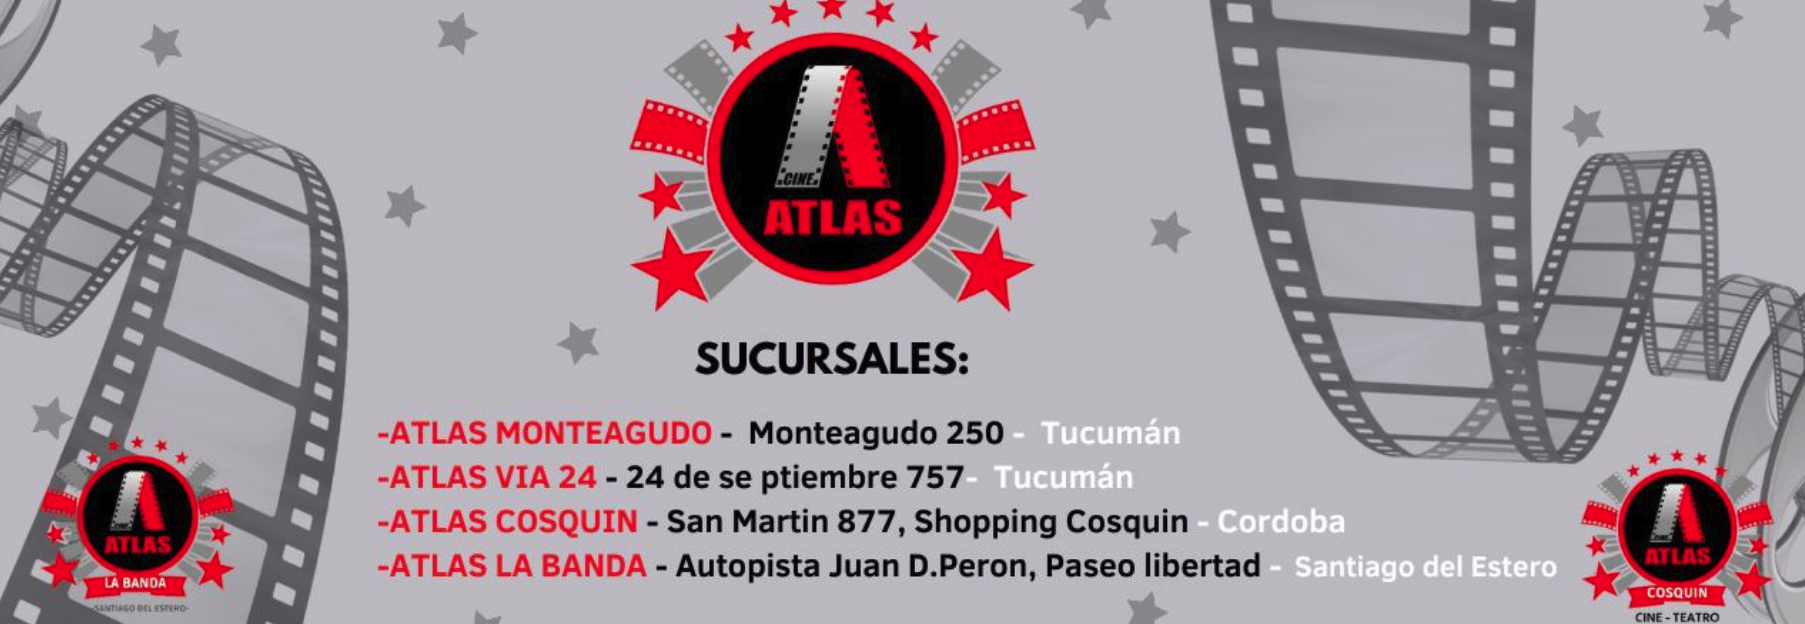 .CINE.
ATLAS
SUCURSALES:
-ATLAS MONTEAGUDO - Monteagudo 250 - Tucumán
-ATLAS VIA 24 - 24 de se ptiembre 757- Tucumán
-ATLAS COSQUIN - San Martin 877, Shopping Cosquin - Cordoba
-ATLAS LA BANDA - Autopista Juan D.Peron, Paseo libertad - Santiago del Estero
CINE
ATLAS
LA BANDA
-SANTIAGO DEL ESTERO-
CINE
ATLAS
COSQUIN
CINE - TEATRO